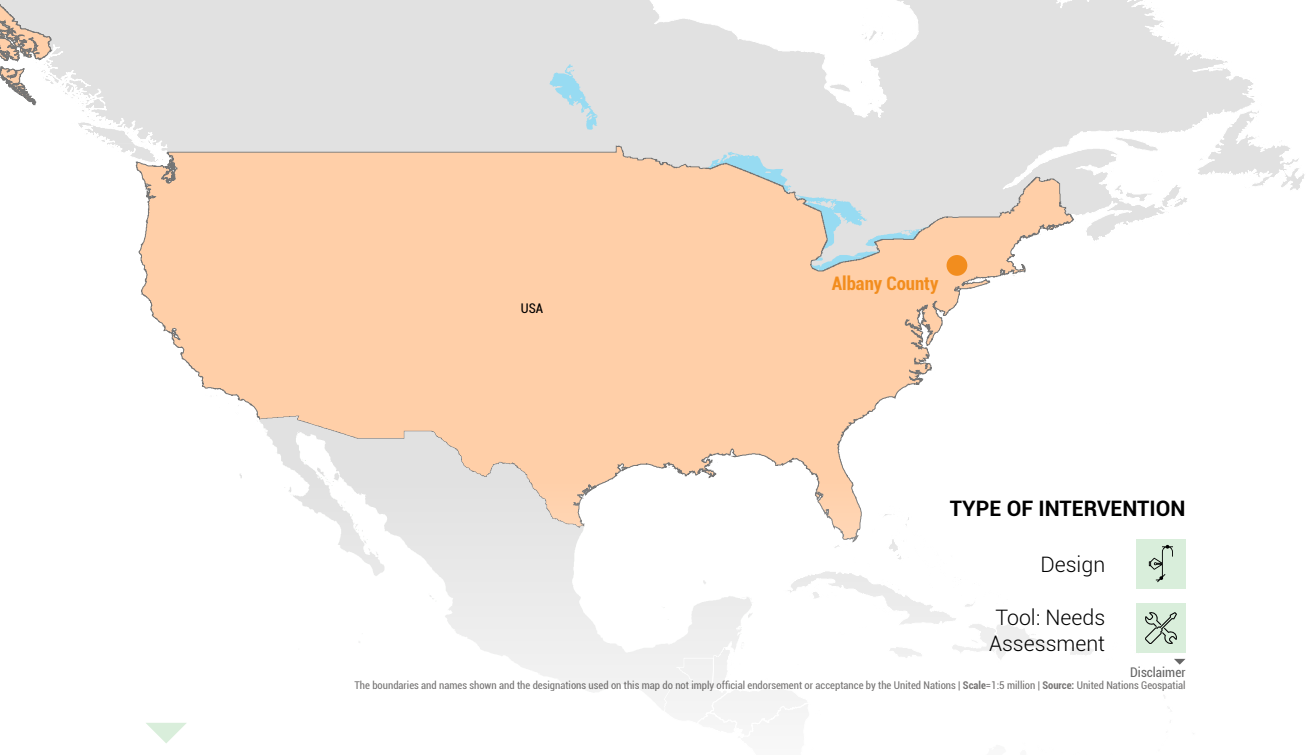 Albany County
USA
TYPE OF INTERVENTION
Design
Tool: Needs
Assessment
Disclaimer
The boundaries and names shown and the designations used on this map do not imply official endorsement or acceptance by the United Nations | Scale=1:5 million | Source: United Nations Geospatial